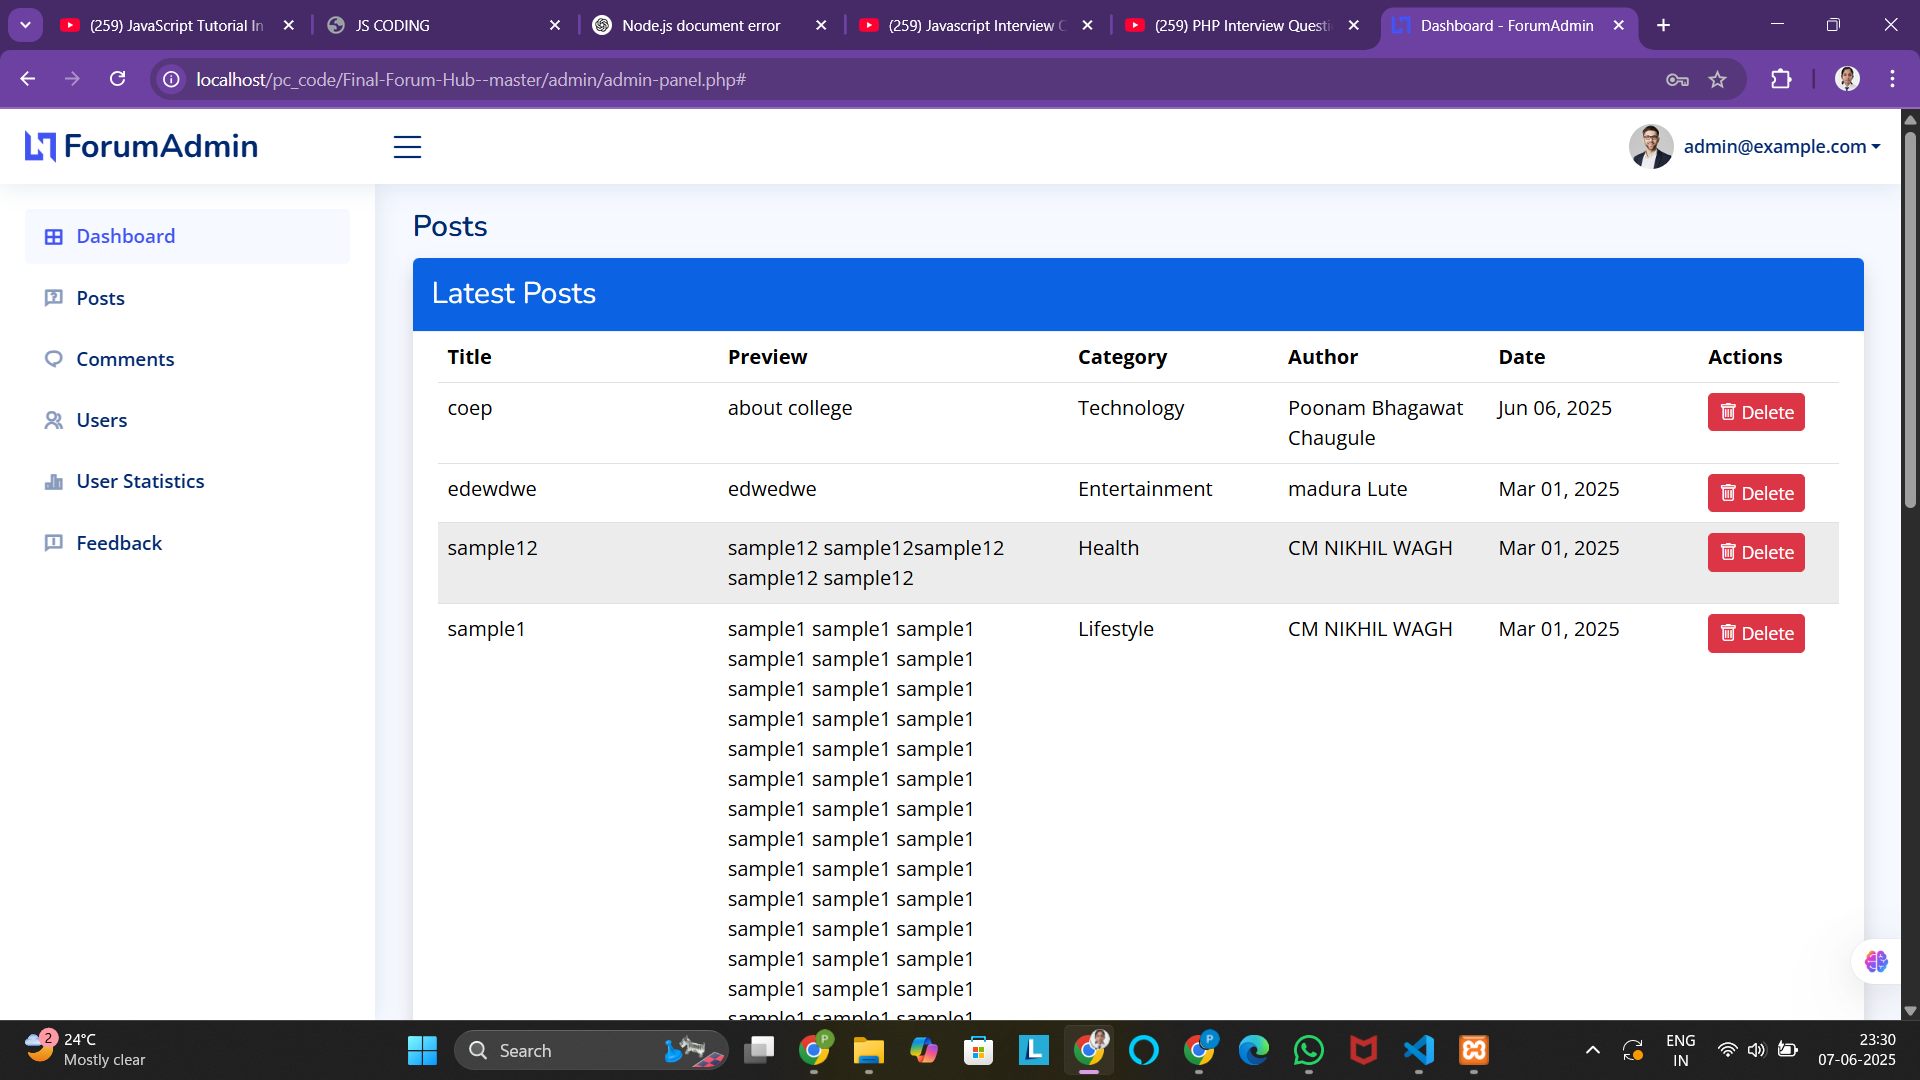 (259) JavaScript Tutorial In
JS CODING
Node.js document error
(259) Javascript Interview C
(259) PHP Interview Questi
Dashboard - ForumAdmin
localhost/pc_code/Final-Forum-Hub--master/admin/admin-panel.php#
ForumAdmin
admin@example.com
Dashboard
Posts
Comments
Users
User Statistics
Feedback
Posts
Latest Posts
Title Preview Category Author Date Actions
coep about college Technology Poonam Bhagawat Jun 06, 2025 Delete
Chaugule
edewdwe edwedwe Entertainment madura Lute Mar 01, 2025 Delete
sample12 sample12 sample12sample12 Health CM NIKHIL WAGH Mar 01, 2025 Delete
sample12 sample12
sample1 sample1 sample1 sample1 Lifestyle CM NIKHIL WAGH Mar 01, 2025 Delete
sample1 sample1 sample1
sample1 sample1 sample1
sample1 sample1 sample1
sample1 sample1 sample1
sample1 sample1 sample1
sample1 sample1 sample1
sample1 sample1 sample1
sample1 sample1 sample1
sample1 sample1 sample1
sample1 sample1 sample1
sample1 sample1 sample1
sample1 sample1 sample1
sample1 sample1 sample1
2
24°C
Mostly clear
Search
P
L
P
ENG
IN
23:30
07-06-2025